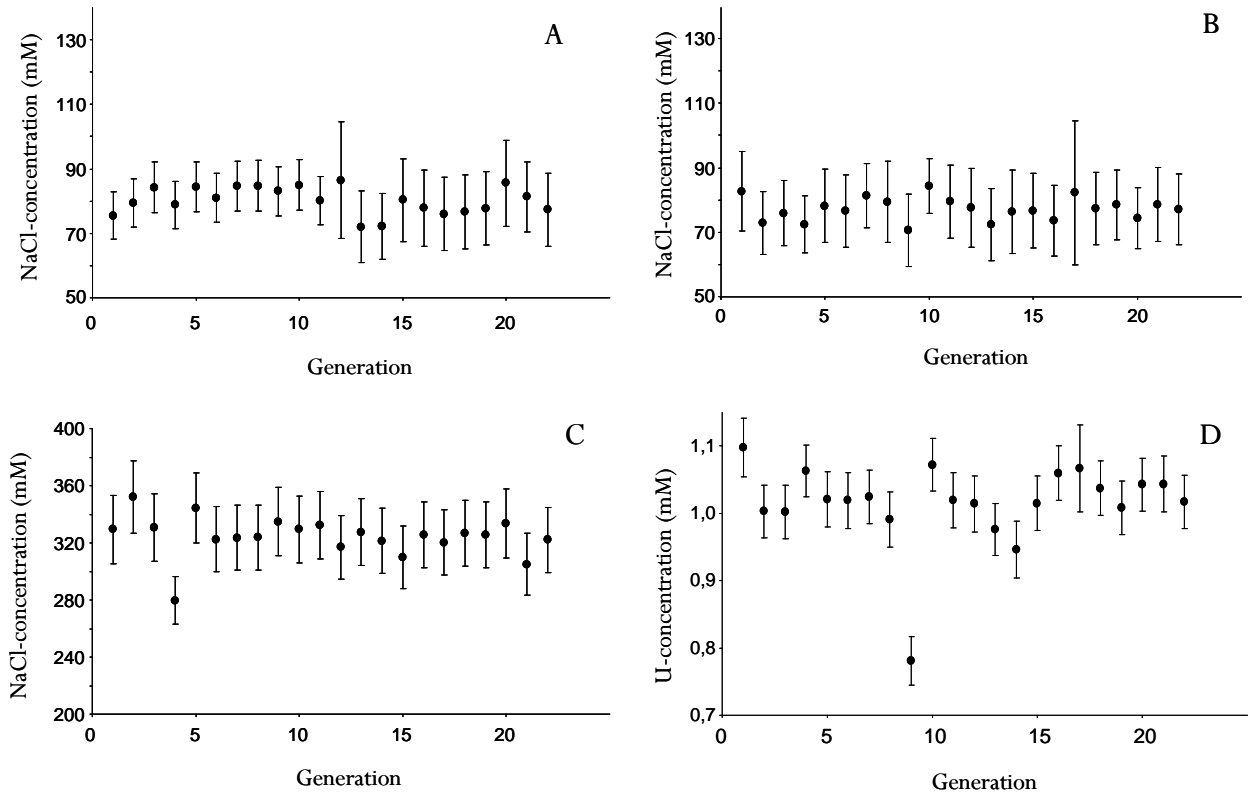 A
NaCl-concentration (mM)
130
110
90
70
50
0 5 10 15 20
Generation
B
NaCl-concentration (mM)
130
110
90
70
50
0 5 10 15 20
Generation
C
NaCl-concentration (mM)
400
360
320
280
240
200
0 5 10 15 20
Generation
D
U-concentration (mM)
1,1
1,0
0,9
0,8
0,7
0 5 10 15 20
Generation